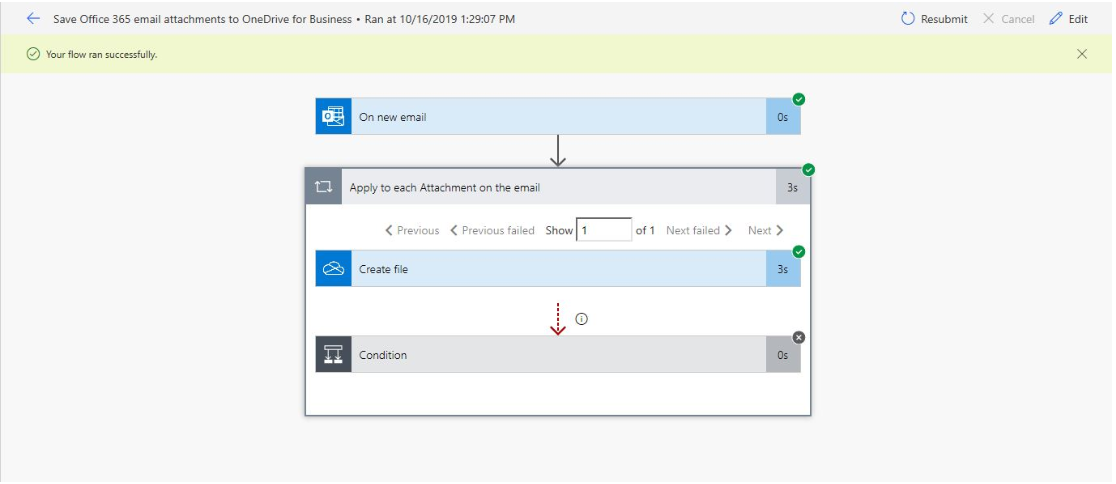 Save Office 365 email attachments to OneDrive for Business • Ran at 10/16/2019 1:29:07 PM
Resubmit Cancel Edit
Your flow ran successfully.
On new email 0s
Apply to each Attachment on the email 3s
Previous Previous failed Show 1 of 1 Next failed Next
Create file 3s
Condition 0s